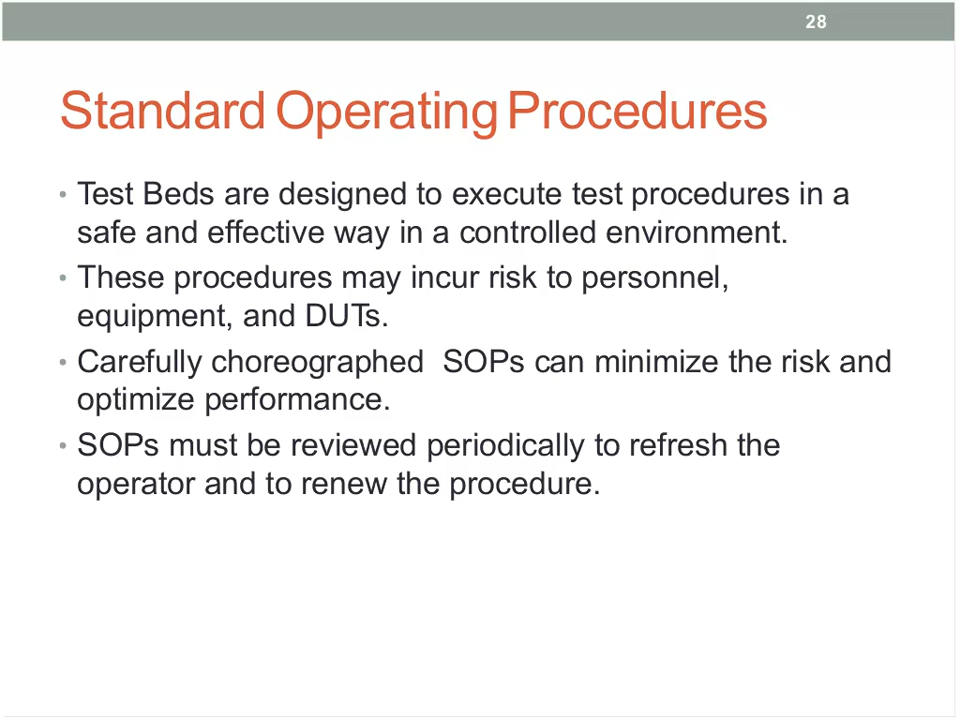 28
Standard Operating Procedures
• Test Beds are designed to execute test procedures in a
safe and effective way in a controlled environment.
• These procedures may incur risk to personnel,
equipment, and DUTs.
• Carefully choreographed  SOPs can minimize the risk and
optimize performance.
• SOPs must be reviewed periodically to refresh the
operator and to renew the procedure.